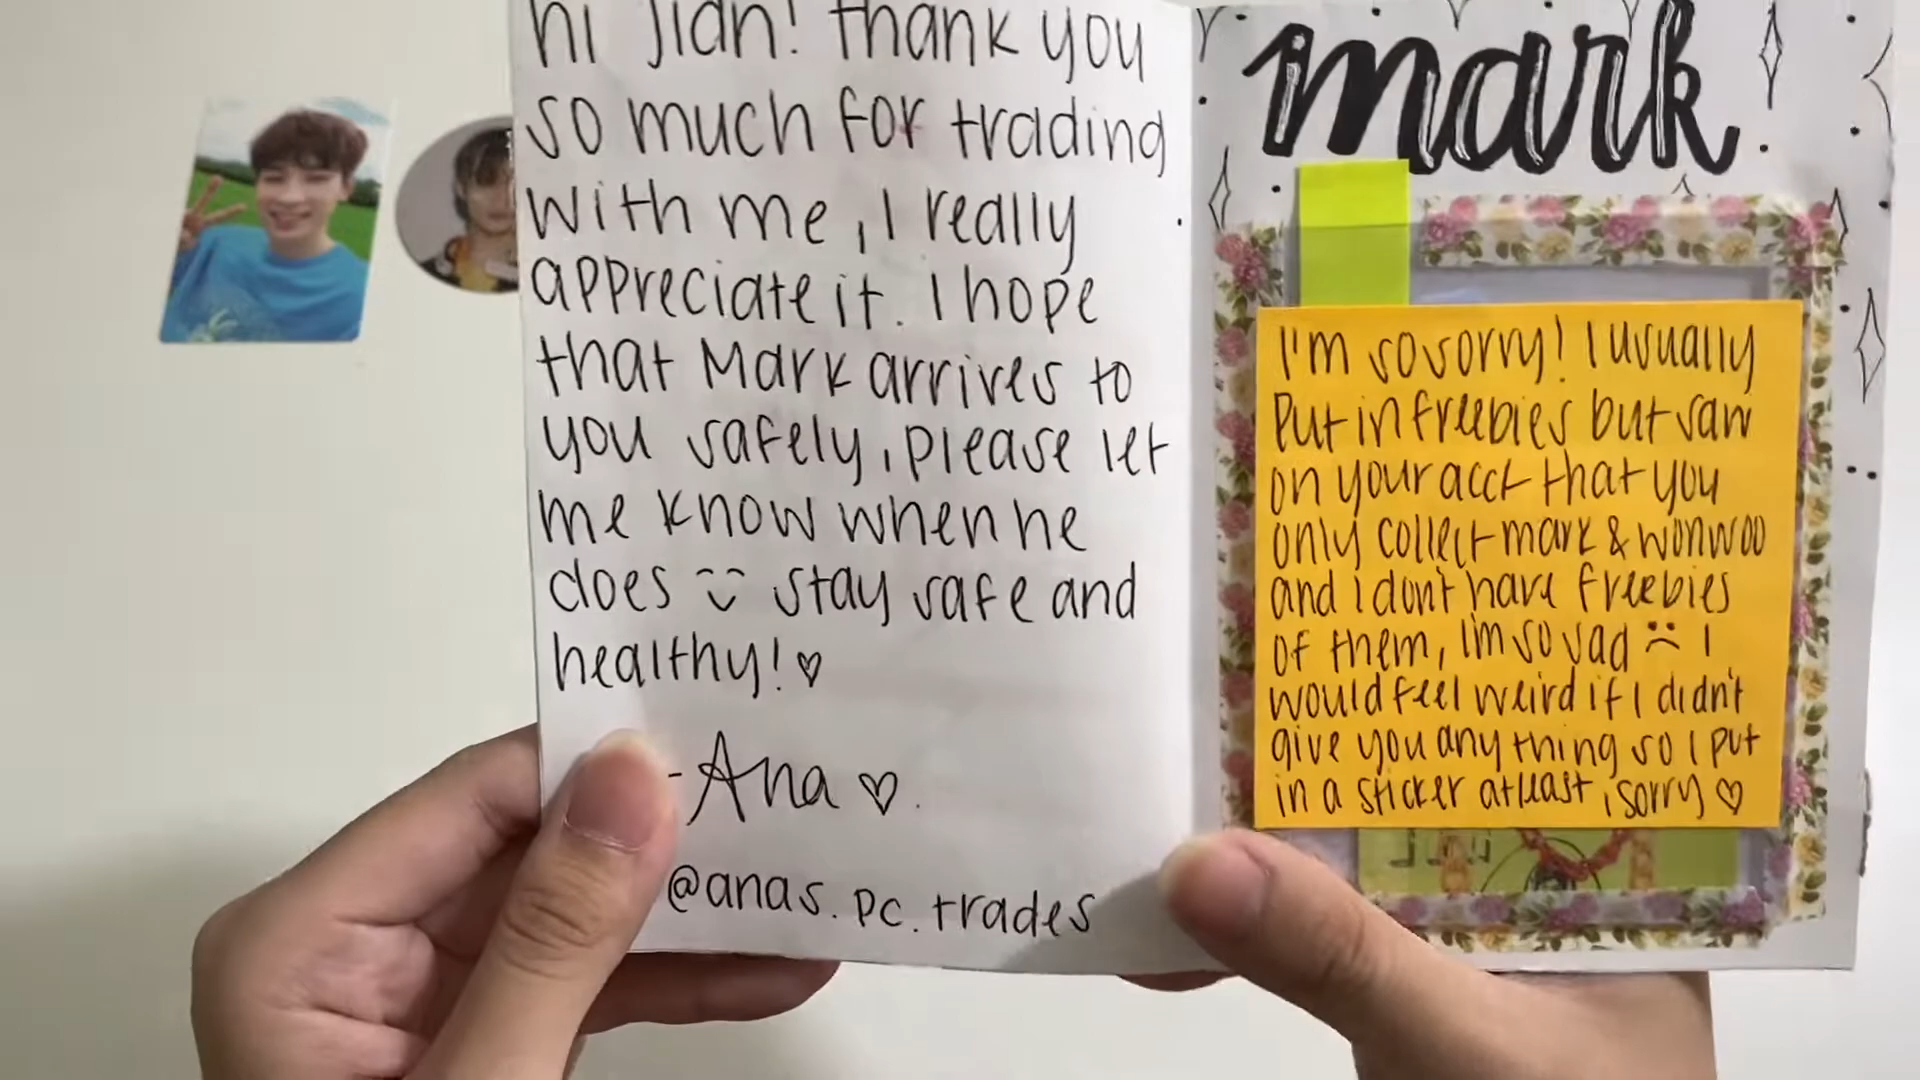 hi Jian! thank you
so much for trading
with me, I really
appreciate it. I hope
that Mark arrives to
you safely, please let
me know when he
does
stay safe and
healthy! ♡
-Ana ♡.
@anas.pc.trades
mark
I'm so sorry! I usually
put in freebies but saw
on your acct that you
only collect mark & wonwoo
and I don't have freebies
of them, I'm so sad :( I
would feel weird if I didn't
give you anything so I put
in a sticker atleast, sorry ♡